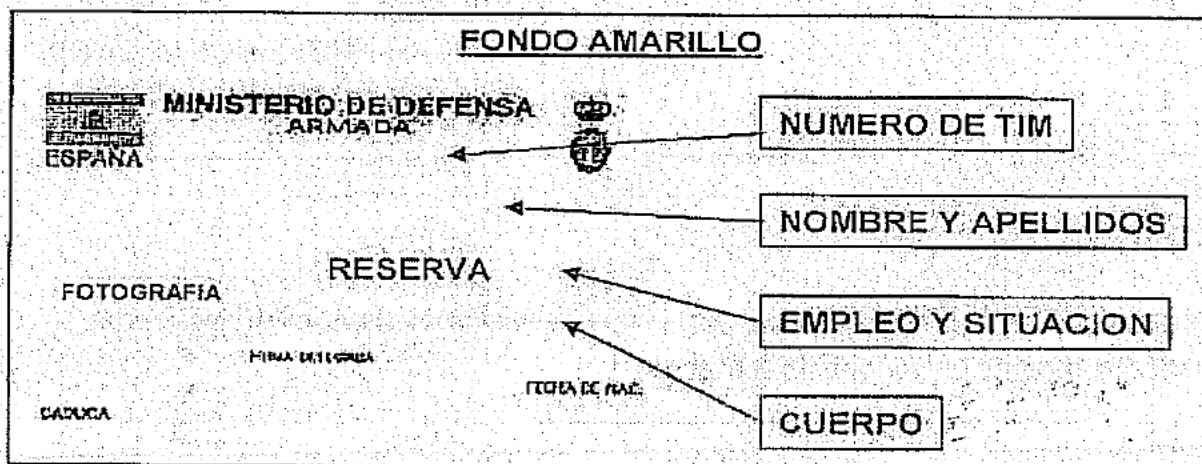 FONDO AMARILLO
MINISTERIO DE DEFENSA
ARMADA
ESPAÑA
NUMERO DE TIM
NOMBRE Y APELLIDOS
RESERVA
FOTOGRAFIA
EMPLEO Y SITUACION
FECHA DE NAC.
CADUCA
CUERPO